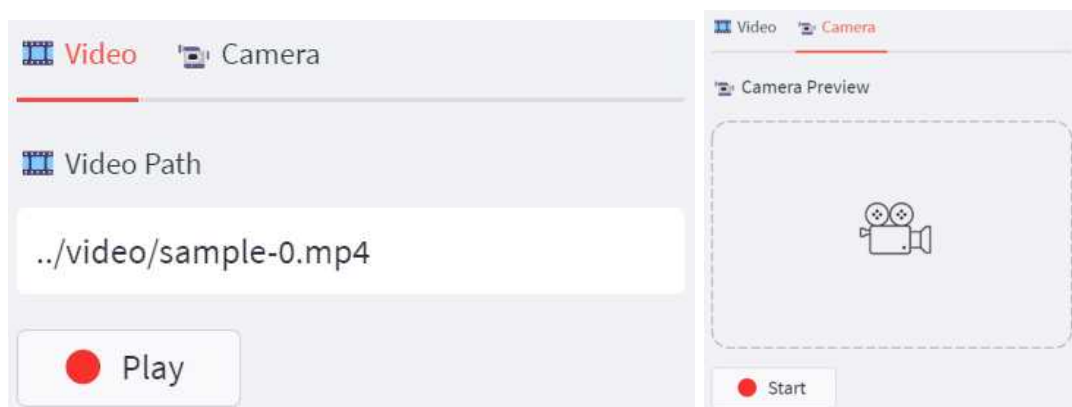 Video Camera
Video Path
../video/sample-0.mp4
Play
Video Camera
Camera Preview
Start